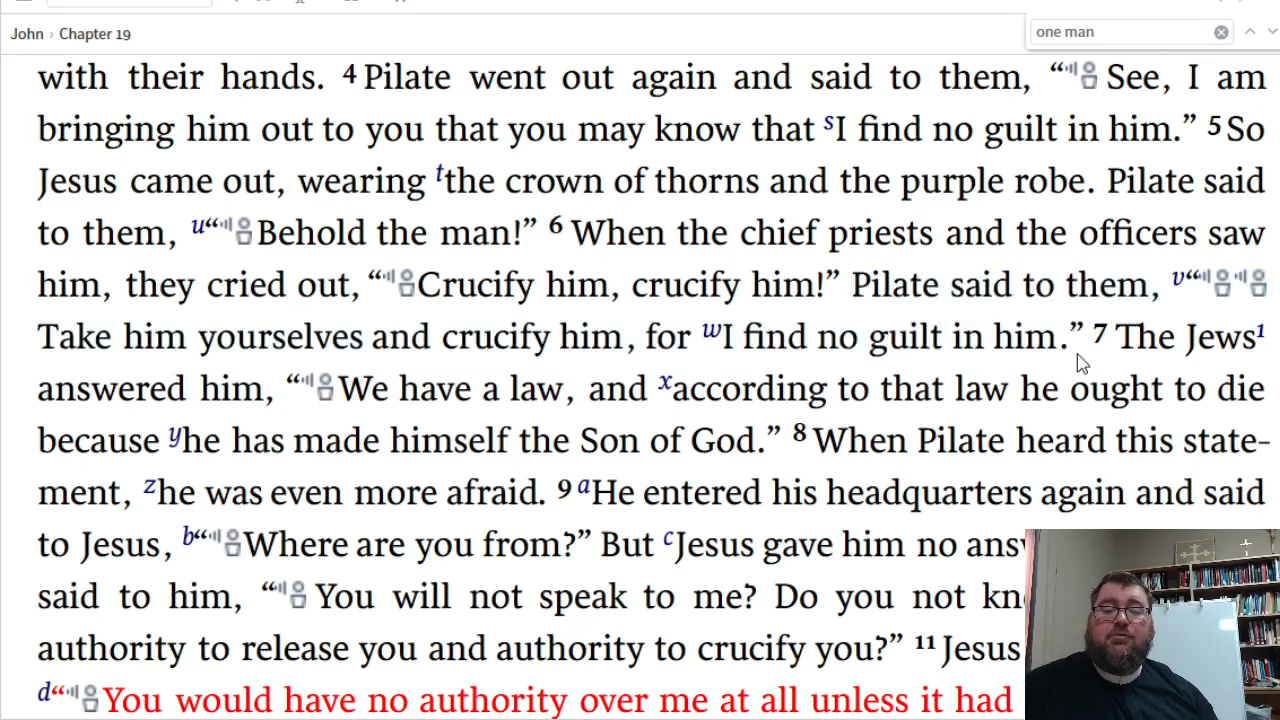 John › Chapter 19
one man
with their hands. 4 Pilate went out again and said to them, “See, I am
bringing him out to you that you may know that sI find no guilt in him.” 5 So
Jesus came out, wearing tthe crown of thorns and the purple robe. Pilate said
to them, u“Behold the man!” 6 When the chief priests and the officers saw
him, they cried out, “Crucify him, crucify him!” Pilate said to them, v“
Take him yourselves and crucify him, for wI find no guilt in him.” 7 The Jews1
answered him, “We have a law, and xaccording to that law he ought to die
because yhe has made himself the Son of God.” 8 When Pilate heard this state-
ment, zhe was even more afraid. 9 aHe entered his headquarters again and said
to Jesus, b“Where are you from?” But cJesus gave him no
said to him, “You will not speak to me? Do you not
authority to release you and authority to crucify you?” 11 Jesus
d“You would have no authority over me at all unless it had